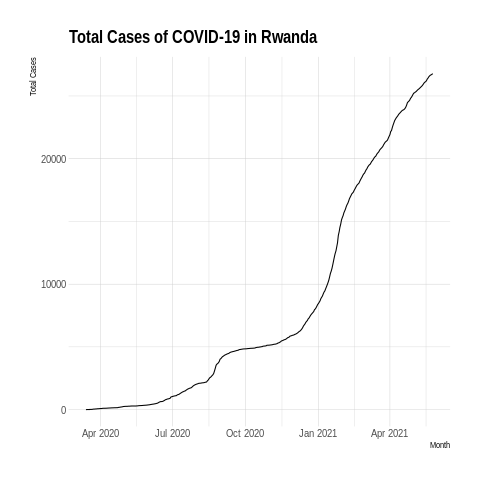 Total Cases of COVID-19 in Rwanda
Total Cases
20000
10000
0
Apr 2020 Jul 2020 Oct 2020 Jan 2021 Apr 2021
Month